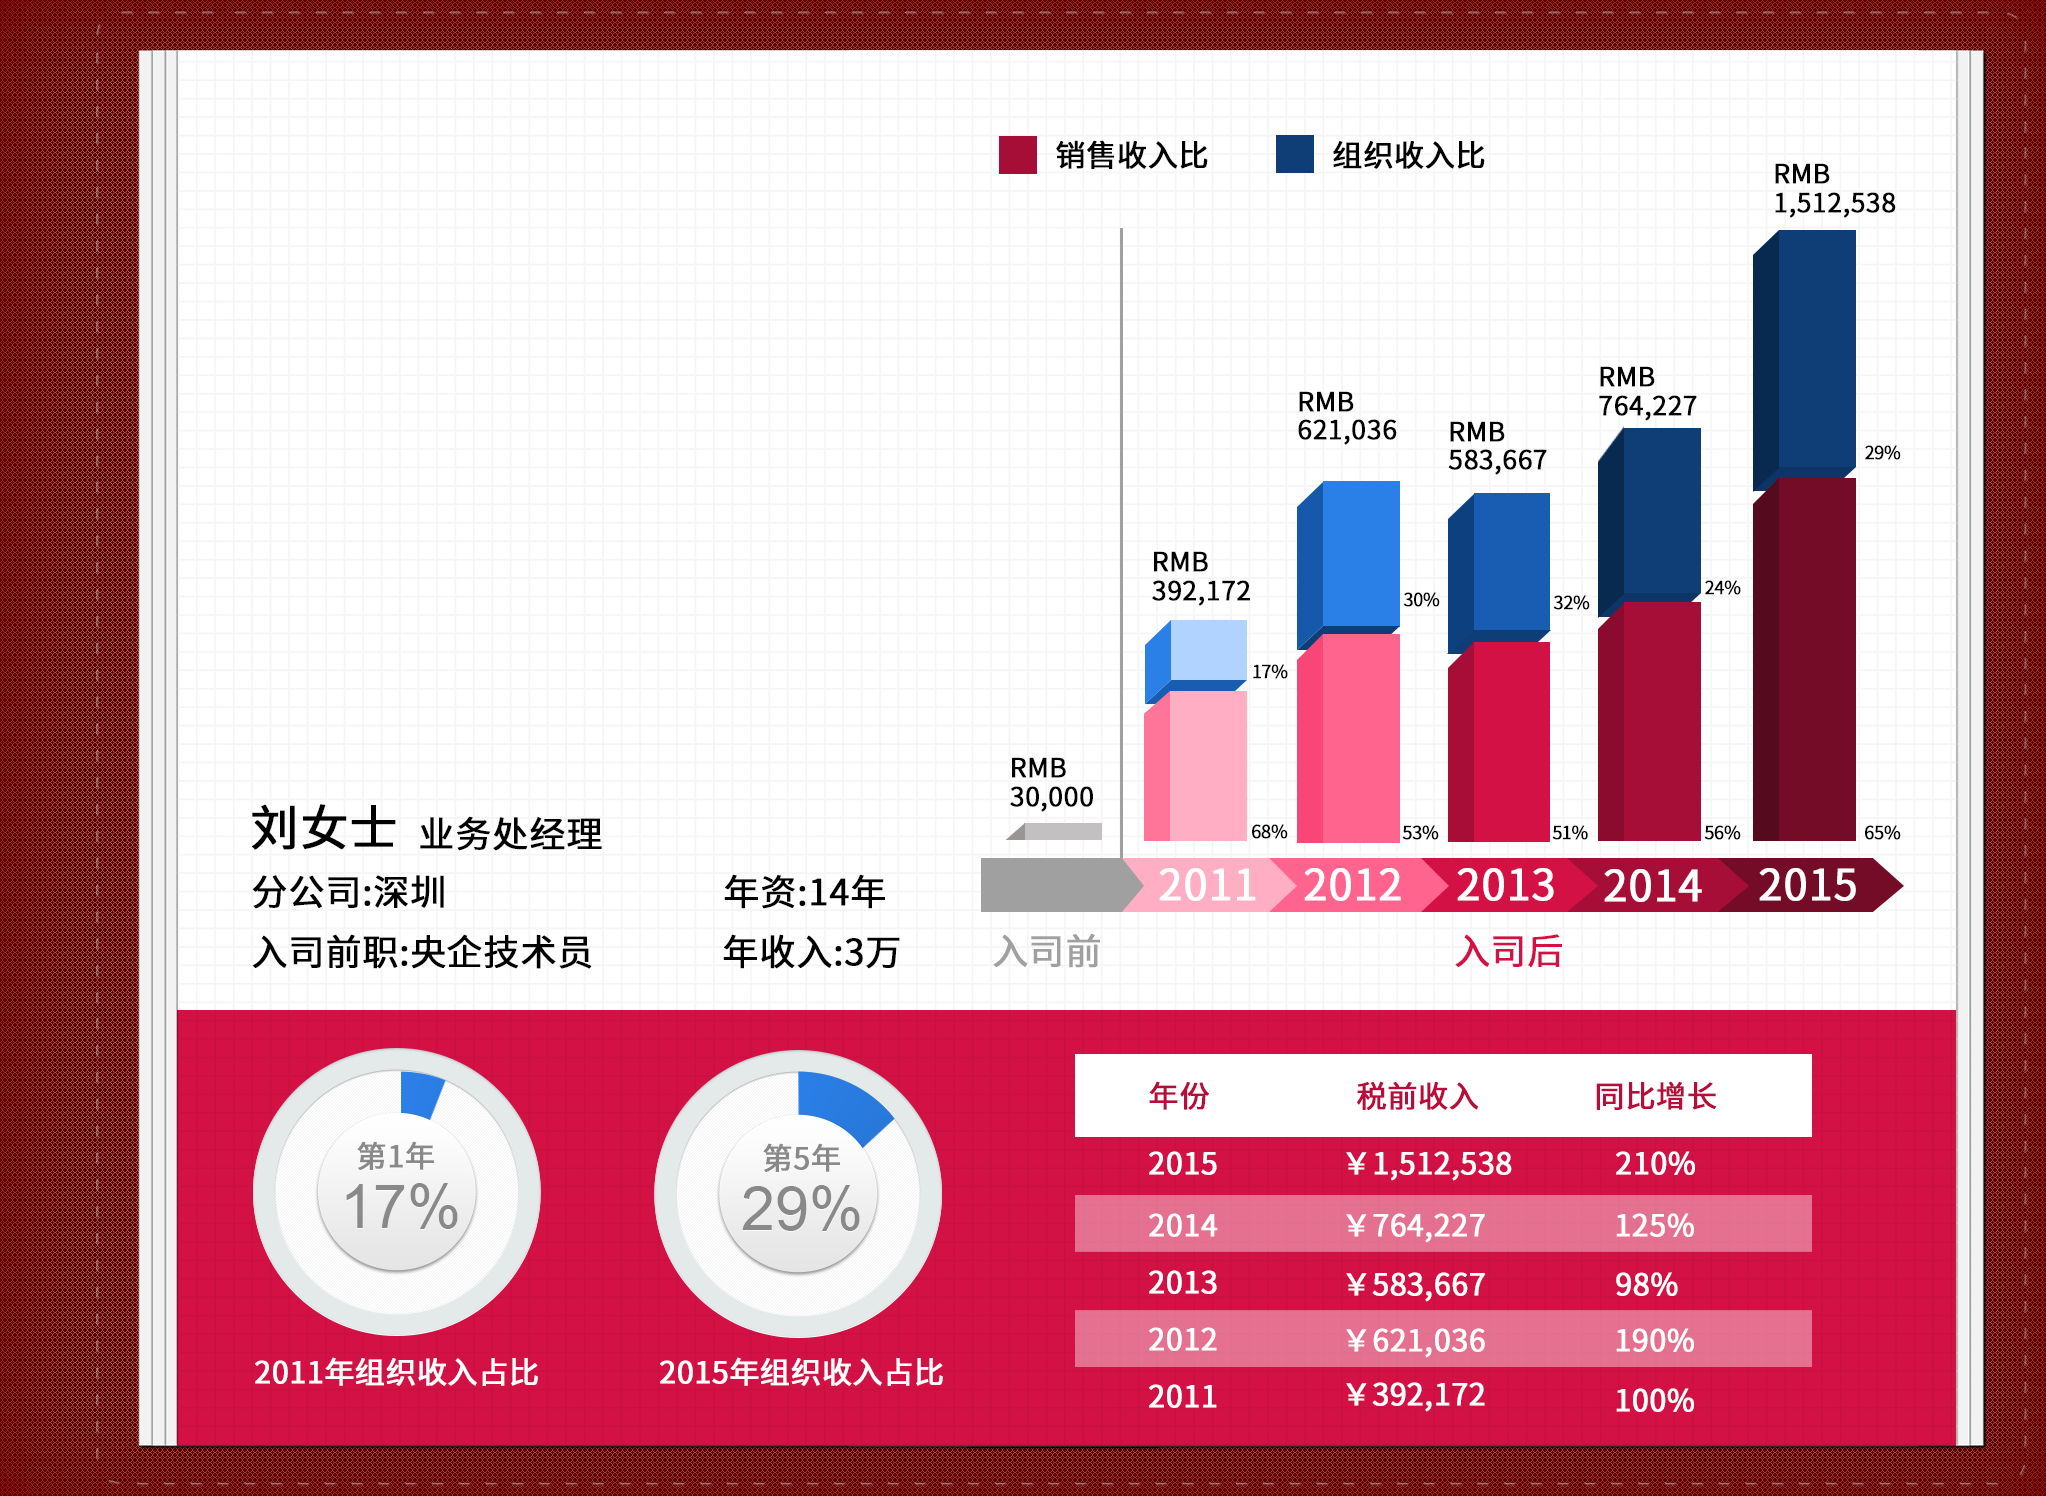 销售收入比 组织收入比
RMB
1,512,538
29%
65%
RMB
764,227
24%
56%
RMB
621,036
30%
53%
RMB
583,667
32%
51%
RMB
392,172
17%
68%
RMB
30,000
2011 2012 2013 2014 2015
入司前 入司后
刘女士 业务处经理
分公司:深圳 年资:14年
入司前职:央企技术员 年收入:3万
第1年
17%
2011年组织收入占比
第5年
29%
2015年组织收入占比
年份 税前收入 同比增长
2015 ¥1,512,538 210%
2014 ¥764,227 125%
2013 ¥583,667 98%
2012 ¥621,036 190%
2011 ¥392,172 100%